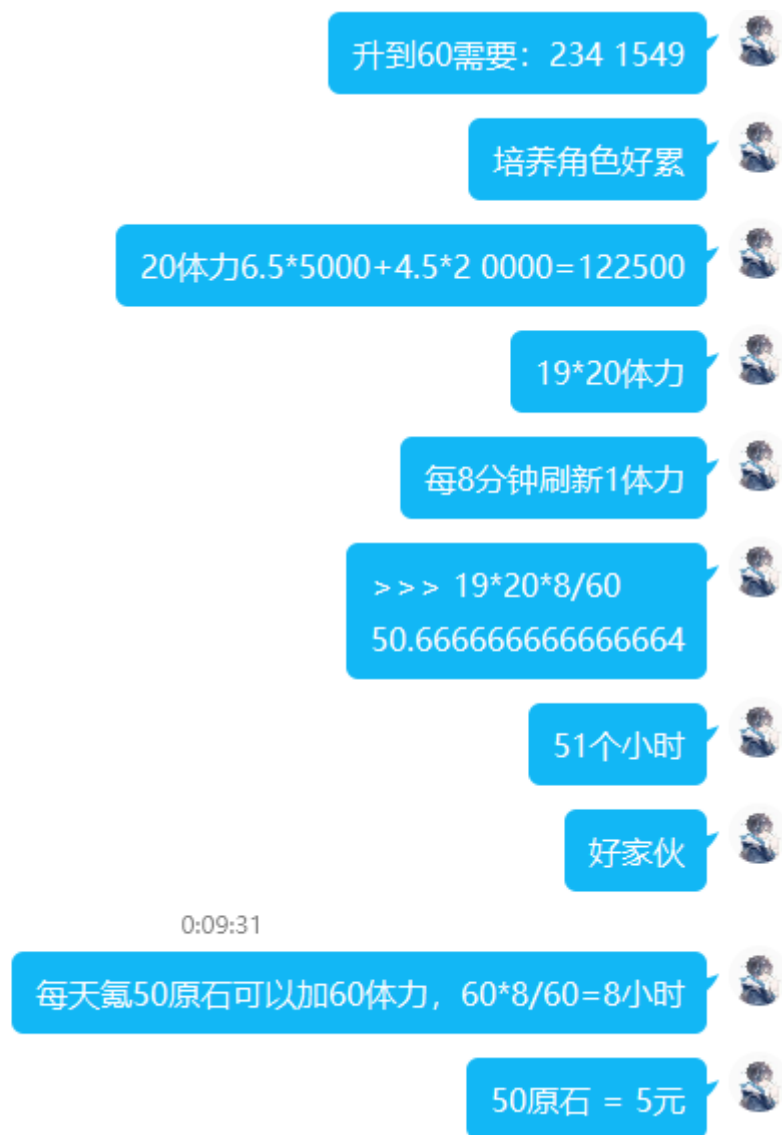 升到60需要：234 1549
培养角色好累
20体力6.5*5000+4.5*2 0000=122500
19*20体力
每8分钟刷新1体力
>>> 19*20*8/60
50.666666666666664
51个小时
好家伙
0:09:31
每天氪50原石可以加60体力，60*8/60=8小时
50原石 = 5元